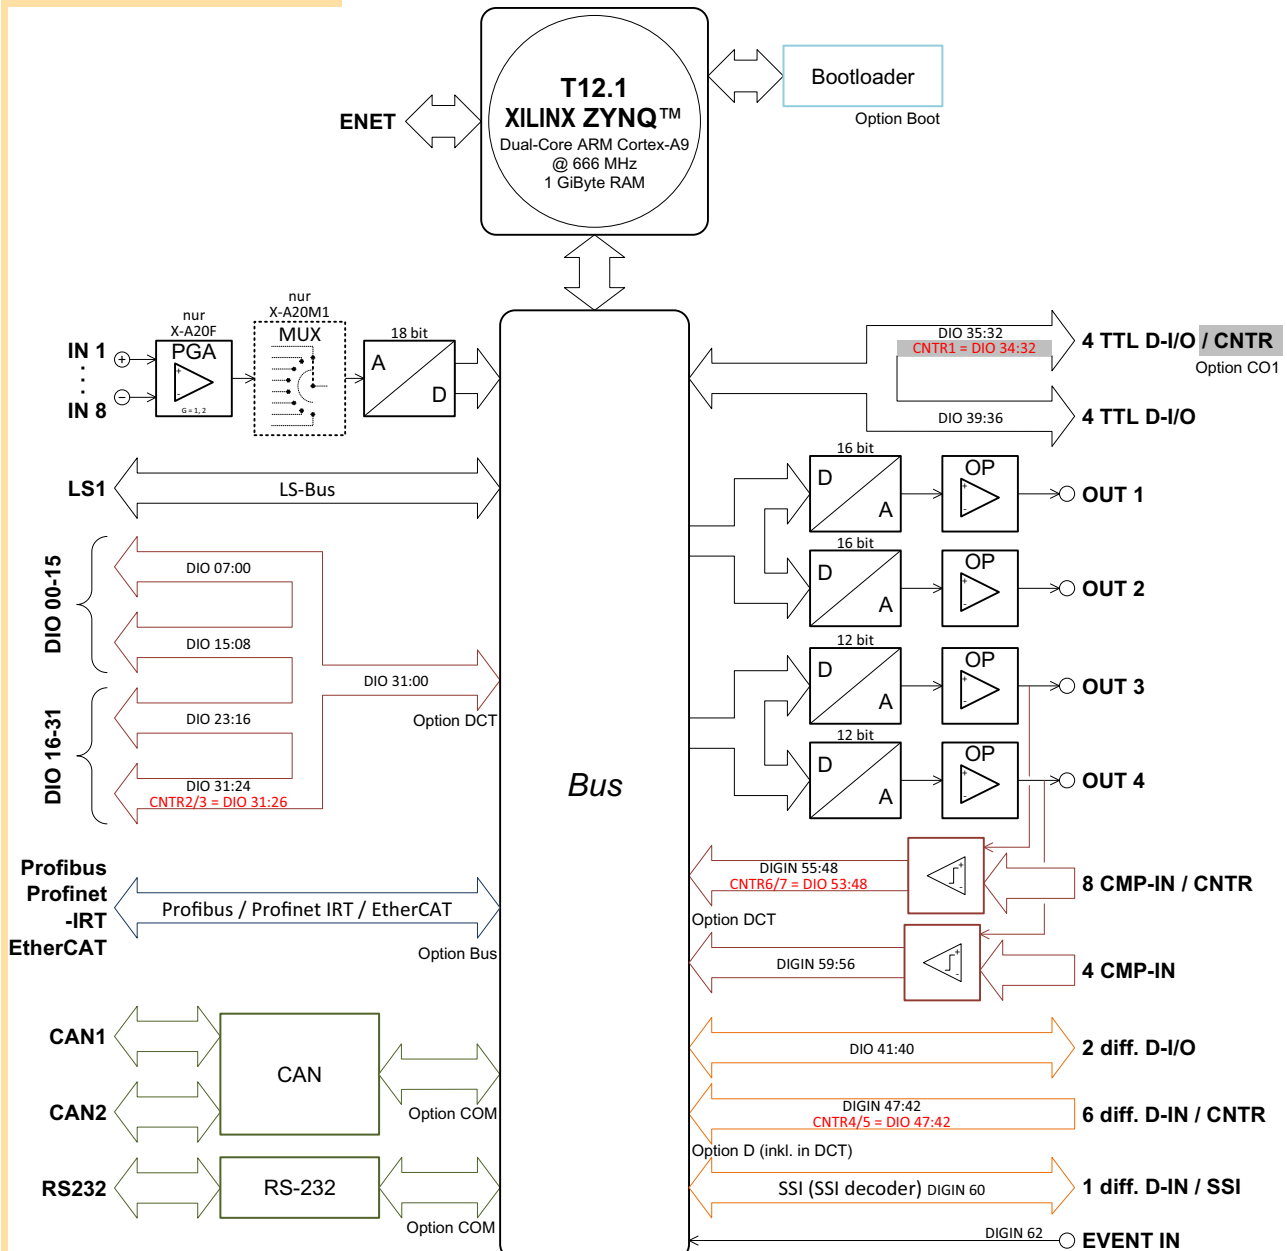 T12.1
XILINX ZYNQ™
Dual-Core ARM Cortex-A9
@ 666 MHz
1 GiByte RAM
ENET
Bootloader
Option Boot
nur
X-A20F
PGA
+
-
G = 1, 2
nur
X-A20M1
MUX
18 bit
A
D
IN 1
+
IN 8
−
LS1
LS-Bus
DIO 00-15
DIO 07:00
DIO 15:08
DIO 31:00
Option DCT
DIO 16-31
DIO 23:16
DIO 31:24
CNTR2/3 = DIO 31:26
Profibus
Profinet
-IRT
EtherCAT
Profibus / Profinet IRT / EtherCAT
Option Bus
CAN1
CAN2
CAN
Option COM
RS232
RS-232
Option COM
Bus
DIO 35:32
CNTR1 = DIO 34:32
4 TTL D-I/O / CNTR
Option CO1
DIO 39:36
4 TTL D-I/O
16 bit
D
A
OP
+
-
OUT 1
16 bit
D
A
OP
+
-
OUT 2
12 bit
D
A
OP
+
-
OUT 3
12 bit
D
A
OP
+
-
OUT 4
DIGIN 55:48
CNTR6/7 = DIO 53:48
Option DCT
+
-
8 CMP-IN / CNTR
DIGIN 59:56
+
-
4 CMP-IN
DIO 41:40
2 diff. D-I/O
DIGIN 47:42
CNTR4/5 = DIO 47:42
6 diff. D-IN / CNTR
Option D (inkl. in DCT)
SSI (SSI decoder) DIGIN 60
1 diff. D-IN / SSI
DIGIN 62
EVENT IN